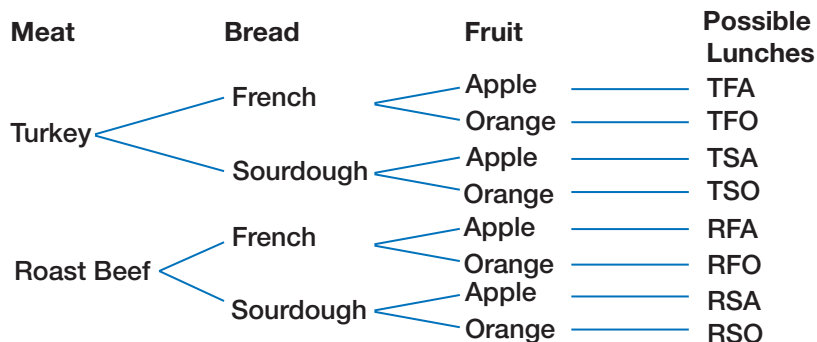 Meat Bread Fruit Possible
Lunches
French Apple TFA
Orange TFO
Turkey
Sourdough Apple TSA
Orange TSO
French Apple RFA
Orange RFO
Roast Beef
Sourdough Apple RSA
Orange RSO